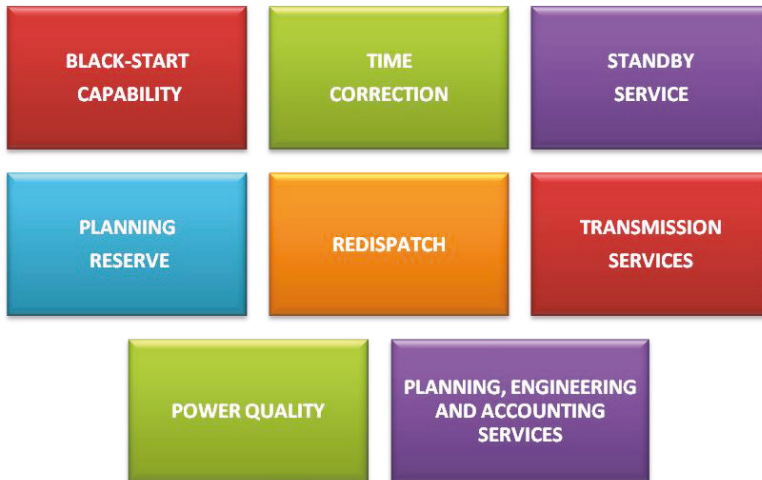 BLACK-START
CAPABILITY
TIME
CORRECTION
STANDBY
SERVICE
PLANNING
RESERVE
REDISPATCH
TRANSMISSION
SERVICES
POWER QUALITY
PLANNING, ENGINEERING
AND ACCOUNTING
SERVICES